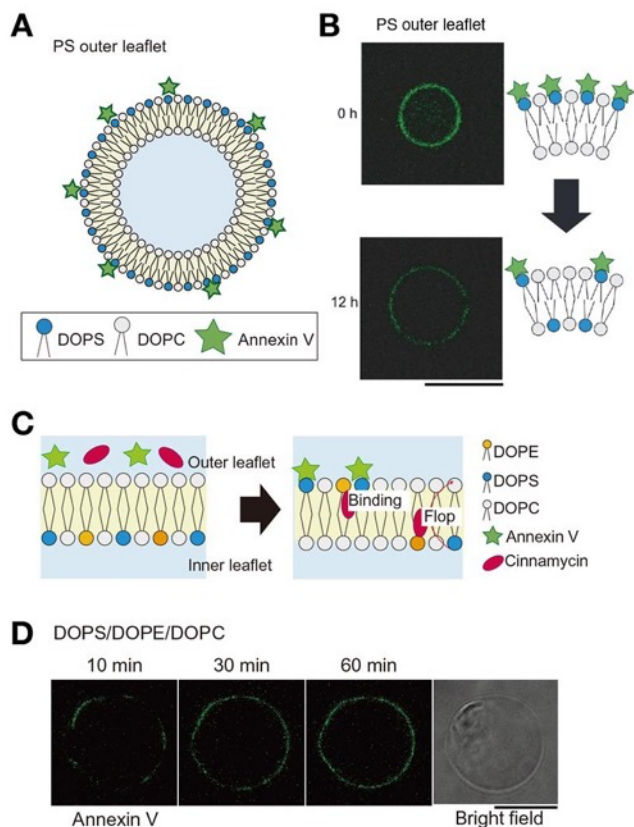 A
PS outer leaflet
DOPS
DOPC
Annexin V
B
PS outer leaflet
0 h
12 h
C
Outer leaflet
Inner leaflet
Binding
Flop
DOPE
DOPS
DOPC
Annexin V
Cinnamycin
D
DOPS/DOPE/DOPC
10 min
30 min
60 min
Annexin V
Bright field